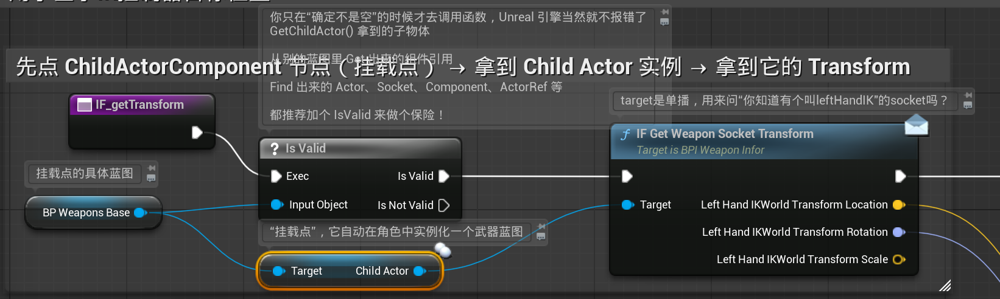 你只在“确定不是空”的时候才去调用函数，Unreal 引擎当然就不报错了
GetChildActor() 拿到的子物体
从别的蓝图里 Get 出来的组件引用
先点 ChildActorComponent 节点（挂载点）→ 拿到 Child Actor 实例 → 拿到它的 Transform
Find 出来的 Actor、Socket、Component、ActorRef 等
都推荐加个 IsValid 来做个保险！
target是单播，用来问“你知道有个叫leftHandIK”的socket吗？
IF_getTransform
IF Get Weapon Socket Transform
Target is BPI Weapon Infor
? Is Valid
挂载点的具体蓝图
Exec
Is Valid
Input Object
Is Not Valid
BP Weapons Base
Target
Left Hand IKWorld Transform Location
Left Hand IKWorld Transform Rotation
Left Hand IKWorld Transform Scale
“挂载点”，它自动在角色中实例化一个武器蓝图
Target
Child Actor